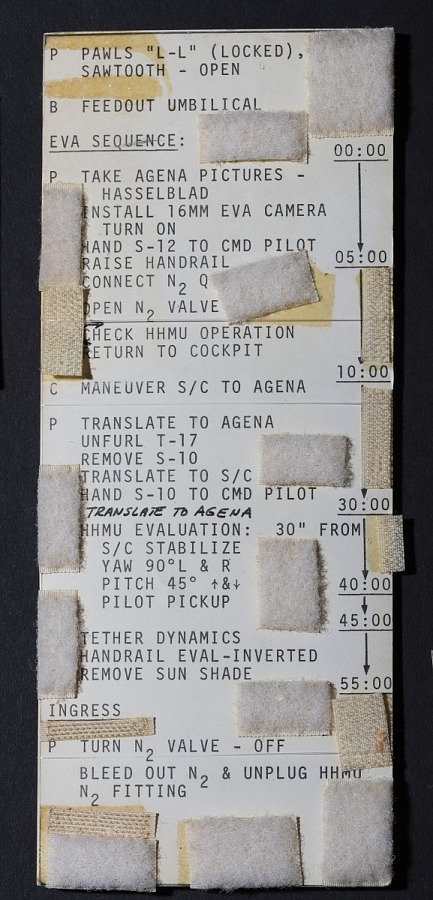 P PAWLS "L-L" (LOCKED),
SAWTOOTH - OPEN
B FEEDOUT UMBILICAL
EVA SEQUENCE:
00:00
P TAKE AGENA PICTURES -
HASSELBLAD
INSTALL 16MM EVA CAMERA
TURN ON
HAND S-12 TO CMD PILOT
RAISE HANDRAIL
05:00
CONNECT N2 Q
OPEN N2 VALVE
CHECK HHMU OPERATION
RETURN TO COCKPIT
10:00
C MANEUVER S/C TO AGENA
P TRANSLATE TO AGENA
UNFURL T-17
REMOVE S-10
TRANSLATE TO S/C
HAND S-10 TO CMD PILOT
30:00
TRANSLATE TO AGENA
HHMU EVALUATION: 30" FROM
S/C STABILIZE
YAW 90°L & R
PITCH 45° ↑&↓
40:00
PILOT PICKUP
45:00
TETHER DYNAMICS
HANDRAIL EVAL-INVERTED
REMOVE SUN SHADE
55:00
INGRESS
P TURN N2 VALVE - OFF
BLEED OUT N2 & UNPLUG HHMU
N2 FITTING